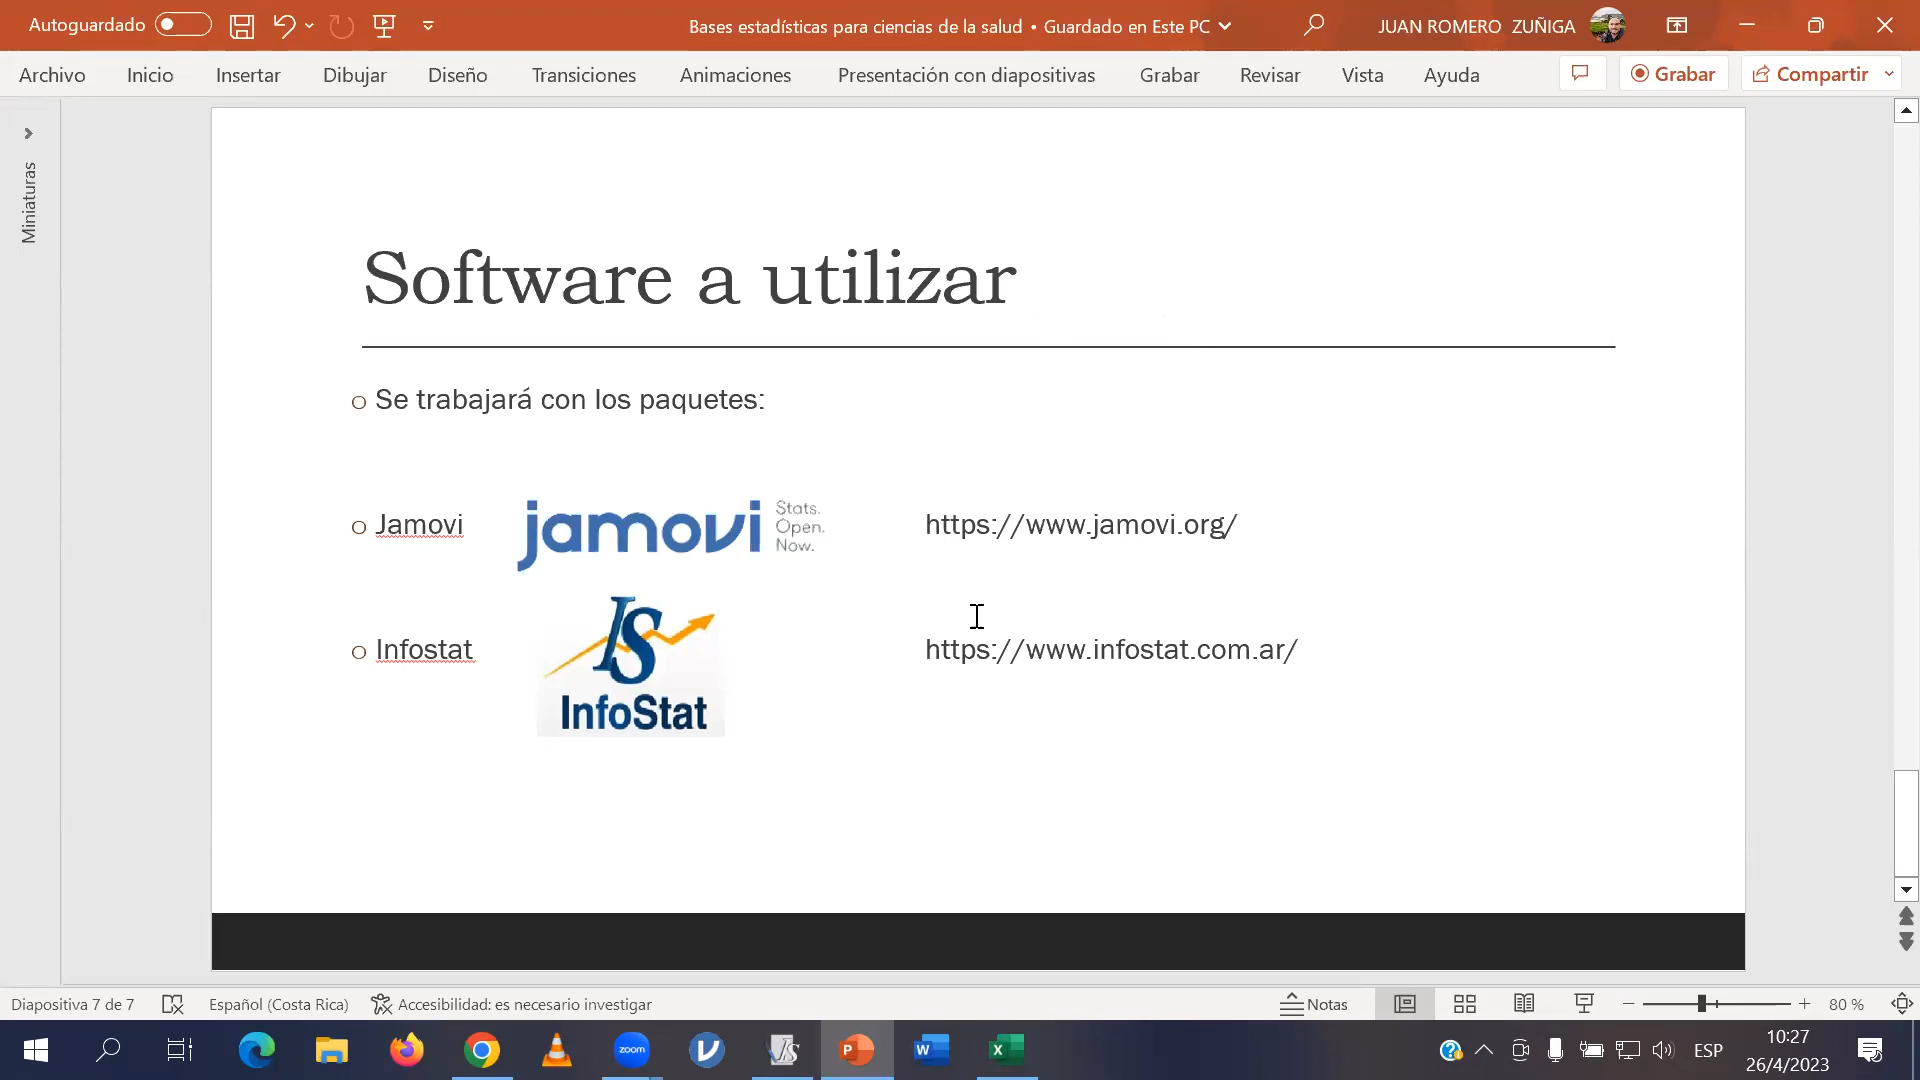 Autoguardado
Bases estadísticas para ciencias de la salud • Guardado en Este PC
JUAN ROMERO ZUÑIGA
Archivo Inicio Insertar Dibujar Diseño Transiciones Animaciones Presentación con diapositivas Grabar Revisar Vista Ayuda
Grabar
Compartir
Miniaturas
Software a utilizar
Se trabajará con los paquetes:
Jamovi
jamovi
Stats.
Open.
Now.
https://www.jamovi.org/
Infostat
IS
InfoStat
https://www.infostat.com.ar/
Diapositiva 7 de 7
Español (Costa Rica)
Accesibilidad: es necesario investigar
Notas
80 %
zoom
V
IS
P
W
X
ESP
10:27
26/4/2023